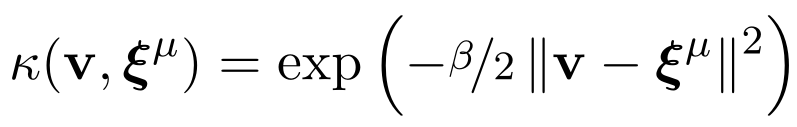 κ(𝐯, 𝝃^μ) = exp(−β/2 ‖𝐯 − 𝝃^μ‖²)